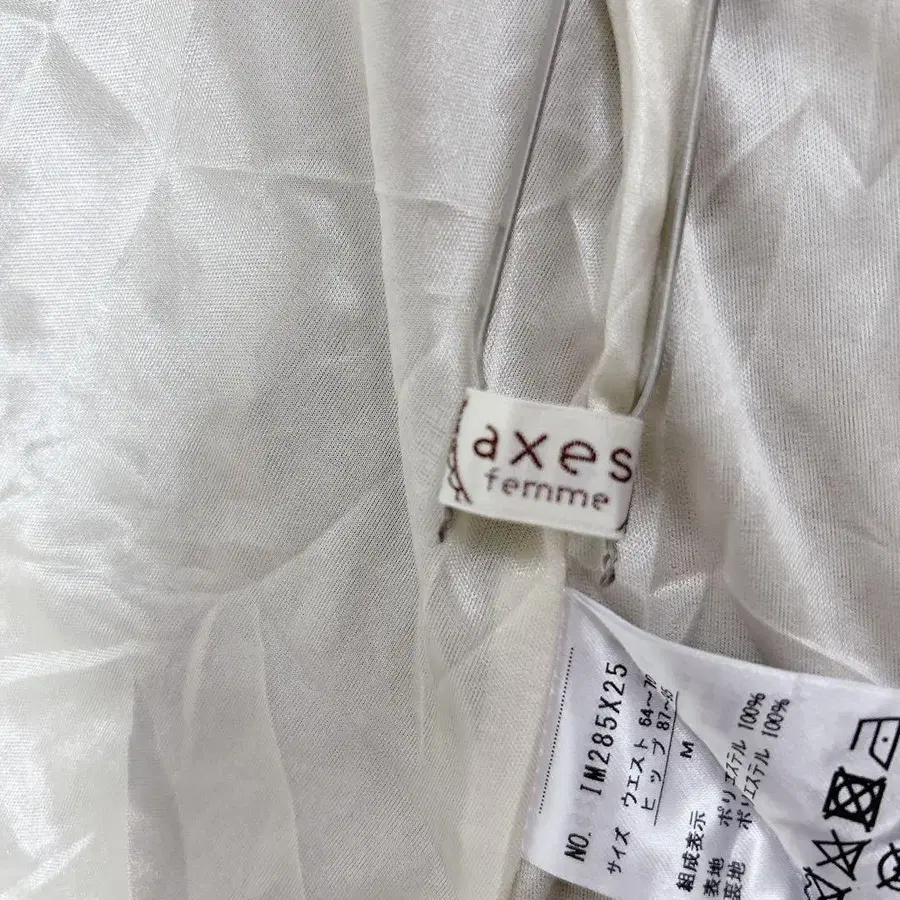 axes
femme
NO. IM285X25
サイズ ウエスト 64~70
ヒップ 87~95
M
組成表示
表地 ポリエステル 100%
裏地 ポリエステル 100%